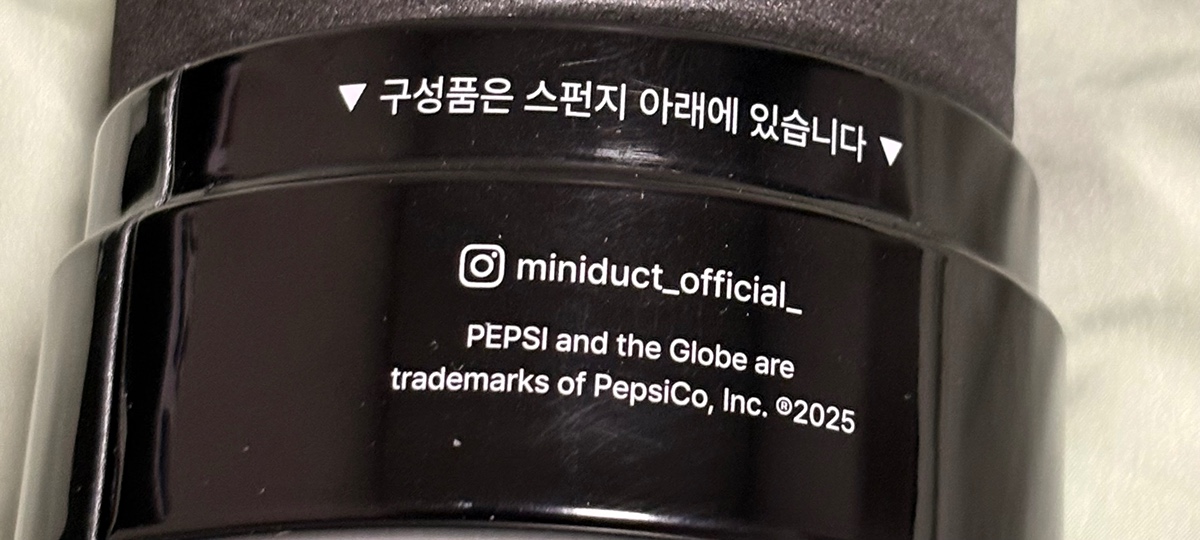 ▼ 구성품은 스펀지 아래에 있습니다 ▼
miniduct_official_
PEPSI and the Globe are
trademarks of PepsiCo, Inc. ®2025